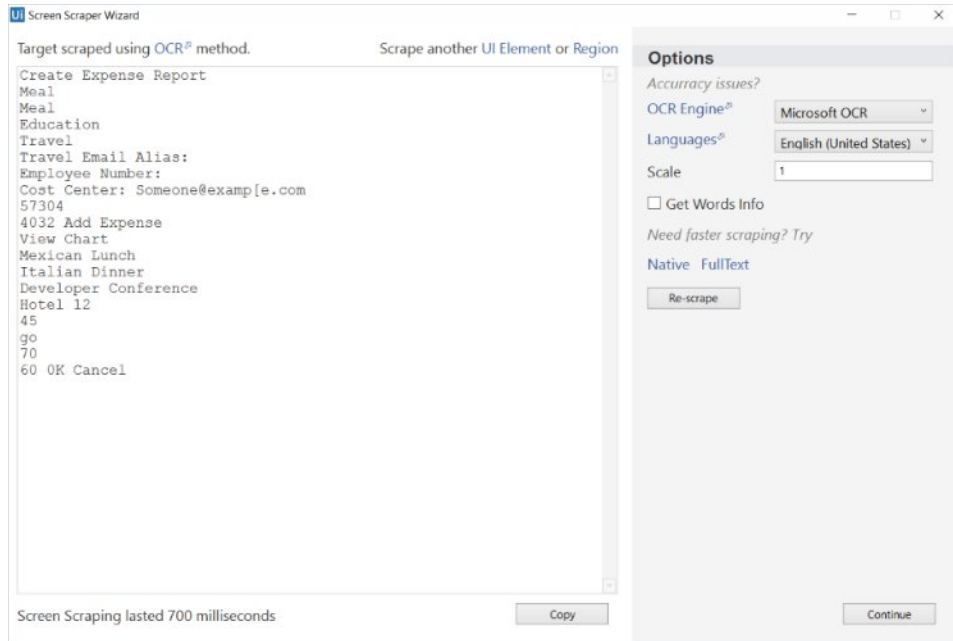 Ui Screen Scraper Wizard
Target scraped using OCR method.
Scrape another UI Element or Region
Create Expense Report
Meal
Meal
Education
Travel
Travel Email Alias:
Employee Number:
Cost Center: Someone@examp[e.com
57304
4032 Add Expense
View Chart
Mexican Lunch
Italian Dinner
Developer Conference
Hotel 12
45
go
70
60 0K Cancel
Screen Scraping lasted 700 milliseconds
Copy
Options
Accurracy issues?
OCR Engine Microsoft OCR
Languages English (United States)
Scale 1
Get Words Info
Need faster scraping? Try
Native FullText
Re-scrape
Continue